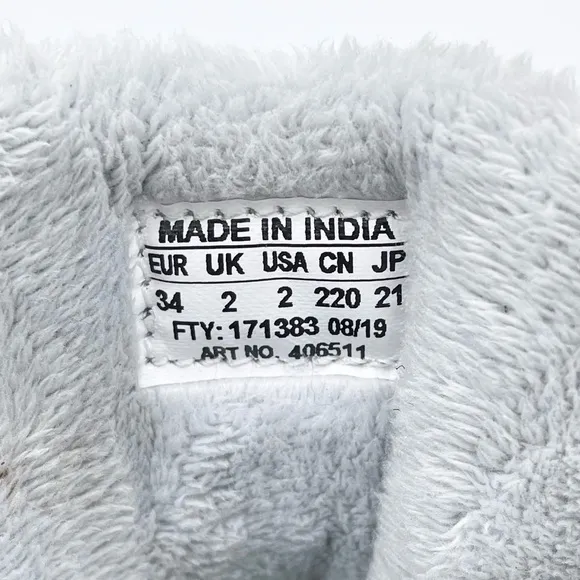 MADE IN INDIA
EUR UK USA CN JP
34 2 2 220 21
FTY: 171383 08/19
ART NO. 406511